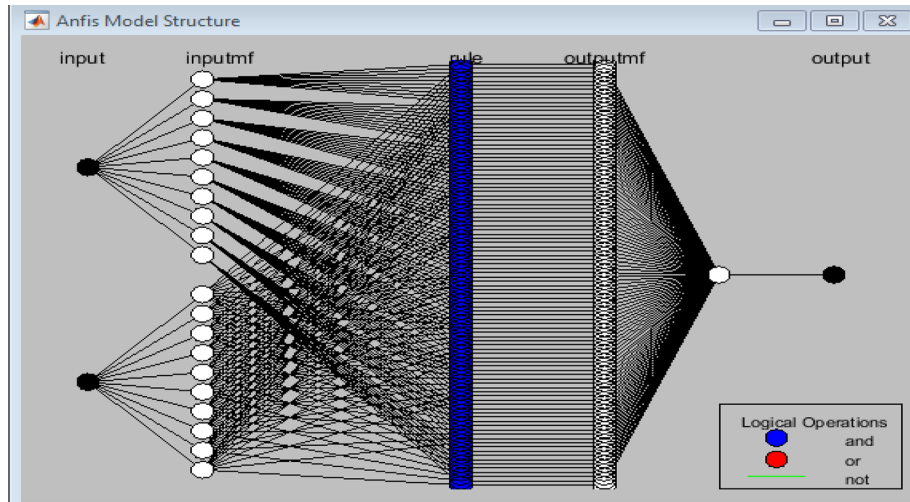 Anfis Model Structure
input inputmf rule outputmf output
Logical Operations
and
or
not